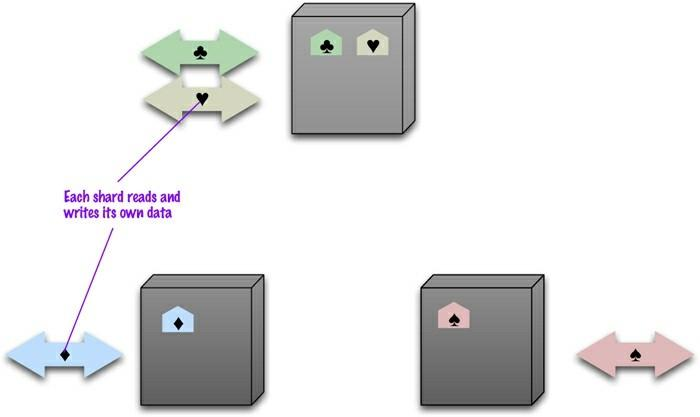 Each shard reads and
writes its own data